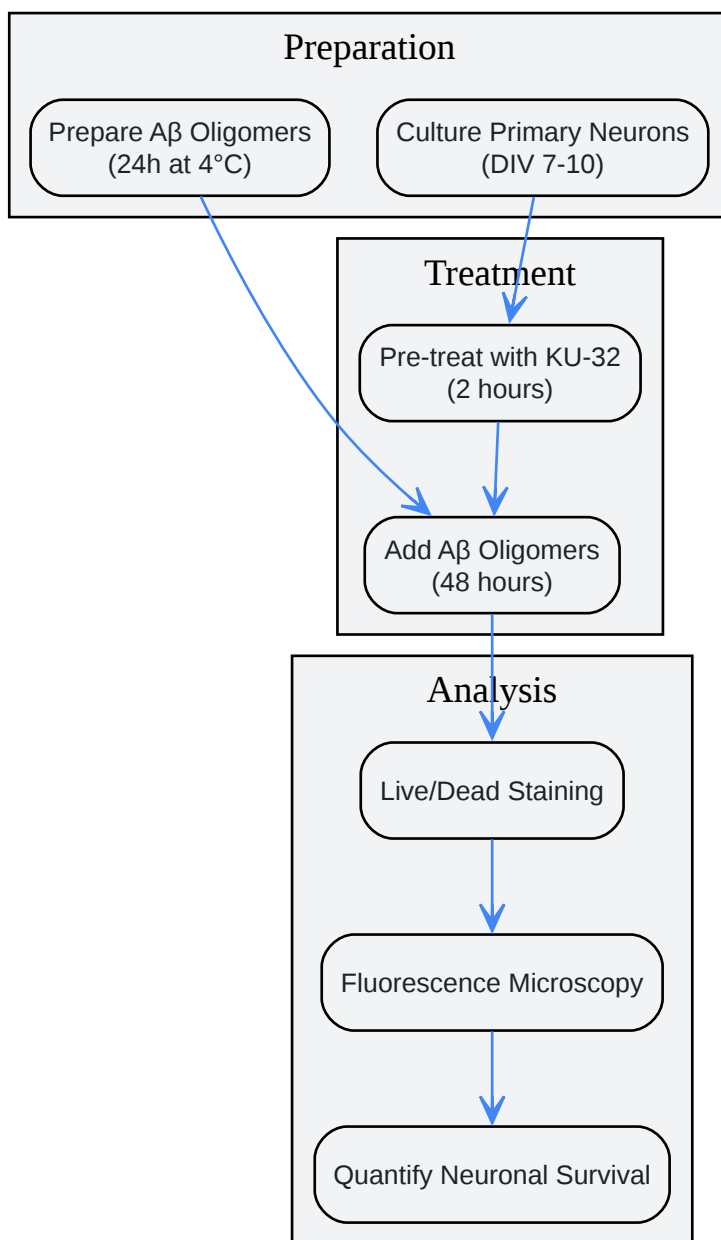 Preparation
Prepare Aβ Oligomers
(24h at 4°C)
Culture Primary Neurons
(DIV 7-10)
Treatment
Pre-treat with KU-32
(2 hours)
Add Aβ Oligomers
(48 hours)
Analysis
Live/Dead Staining
Fluorescence Microscopy
Quantify Neuronal Survival